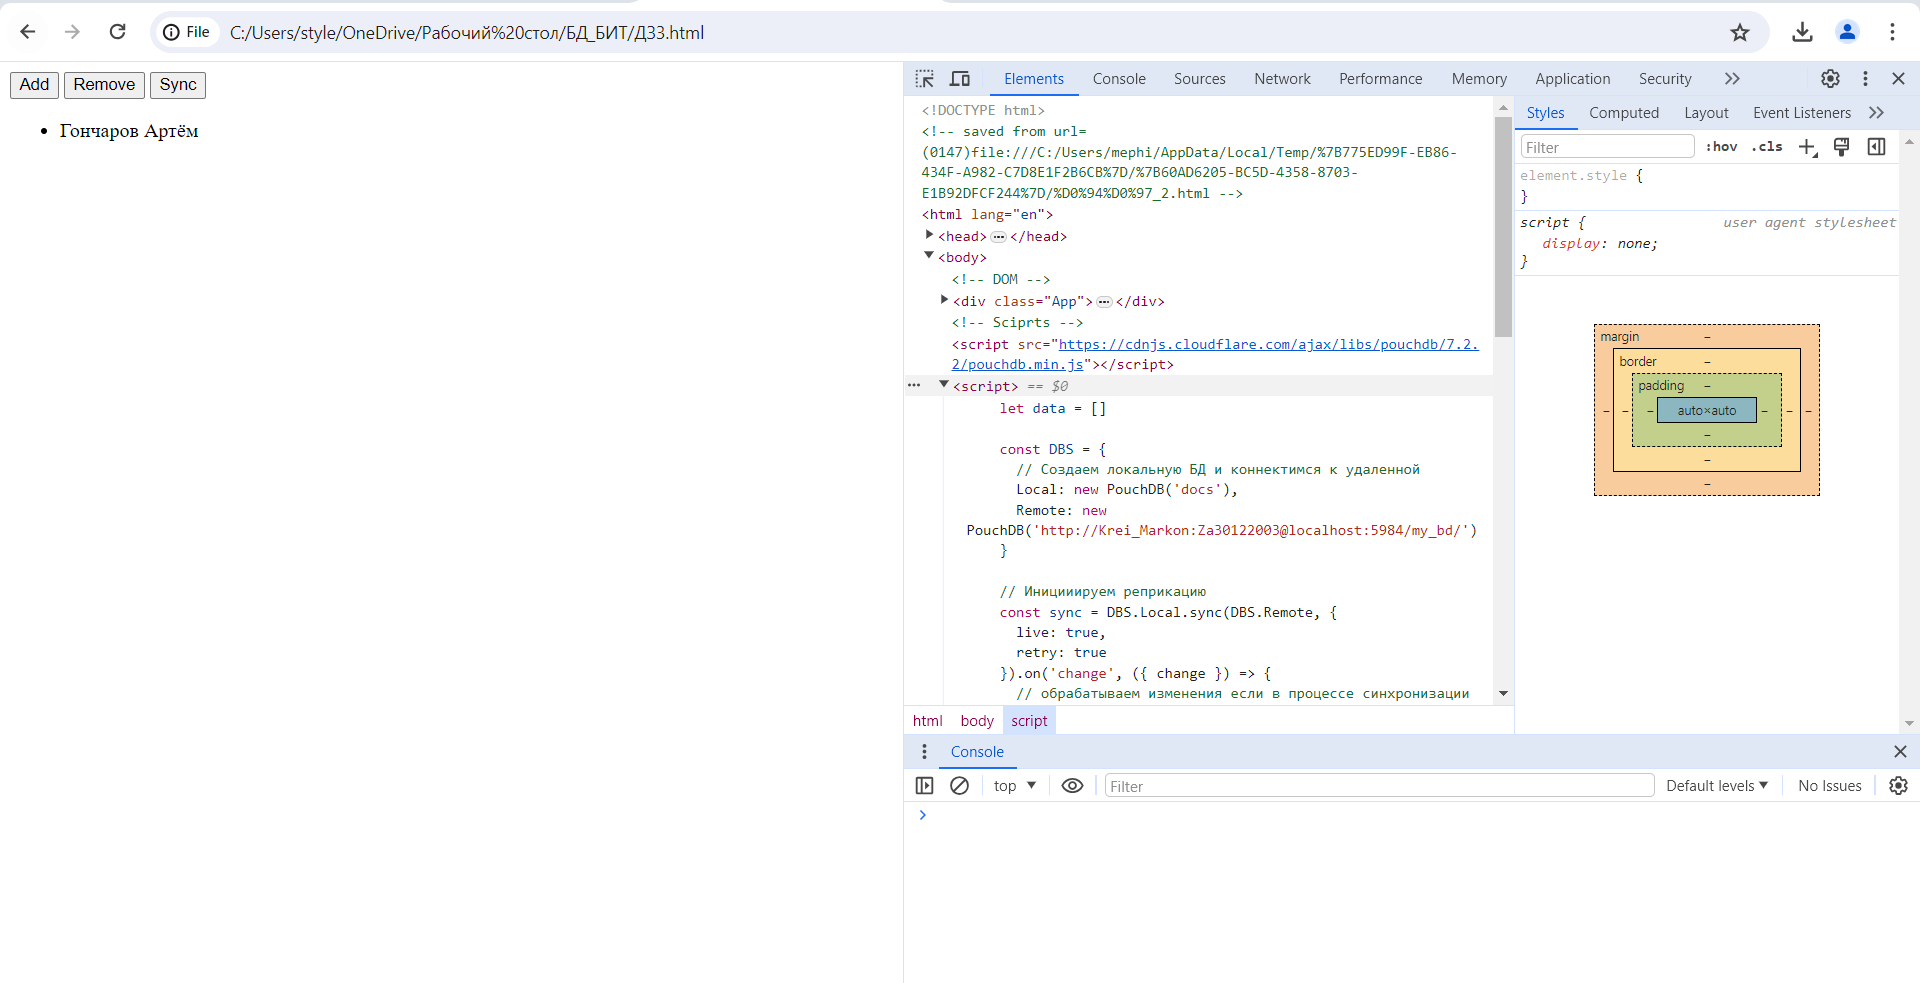 File C:/Users/style/OneDrive/Рабочий%20стол/БД_БИТ/ДЗ3.html
Add Remove Sync
• Гончаров Артём
Elements Console Sources Network Performance Memory Application Security
<!DOCTYPE html>
<!-- saved from url=
(0147)file:///C:/Users/mephi/AppData/Local/Temp/%7B775ED99F-EB86-
434F-A982-C7D8E1F2B6CB%7D/%7B60AD6205-BC5D-4358-8703-
E1B92DFCF244%7D/%D0%94%D0%97_2.html -->
<html lang="en">
<head> ... </head>
<body>
<!-- DOM -->
<div class="App"> ... </div>
<!-- Sciprts -->
<script src="https://cdnjs.cloudflare.com/ajax/libs/pouchdb/7.2.
2/pouchdb.min.js"></script>
... <script> == $0
let data = []
const DBS = {
// Создаем локальную БД и коннектимся к удаленной
Local: new PouchDB('docs'),
Remote: new
PouchDB('http://Krei_Markon:Za30122003@localhost:5984/my_bd/')
}
// Иницииируем реприкацию
const sync = DBS.Local.sync(DBS.Remote, {
live: true,
retry: true
}).on('change', ({ change }) => {
// обрабатываем изменения если в процессе синхронизации
html body script
Styles Computed Layout Event Listeners
Filter :hov .cls
element.style {
}
script { user agent stylesheet
display: none;
}
margin –
border –
padding –
– – – auto×auto – – –
–
–
–
Console
top Filter Default levels No Issues